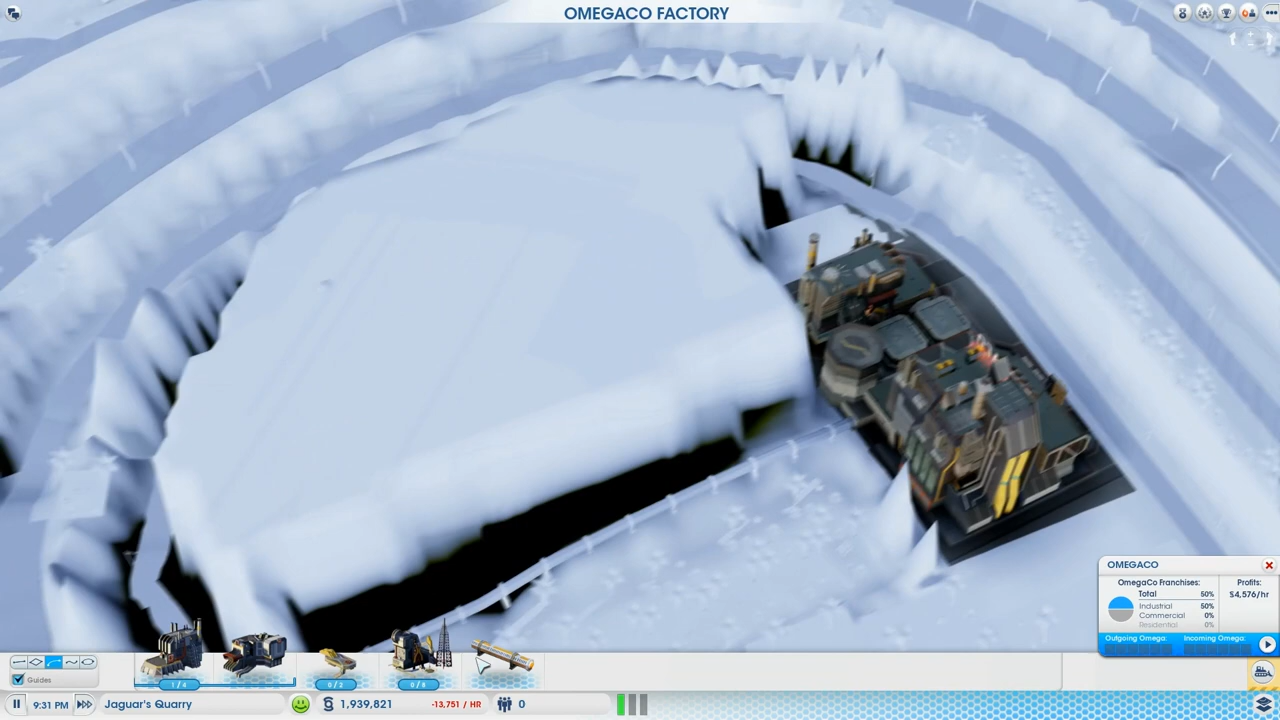 OMEGACO FACTORY
OMEGACO
OmegaCo Franchises:
Profits:
Total 50%
$4,576/hr
Industrial 50%
Commercial 0%
Residential 0%
Outgoing Omega: Incoming Omega:
Guides
1 / 4
0 / 2
0 / 8
9:31 PM
Jaguar's Quarry
1,939,821
-13,751 / HR
0